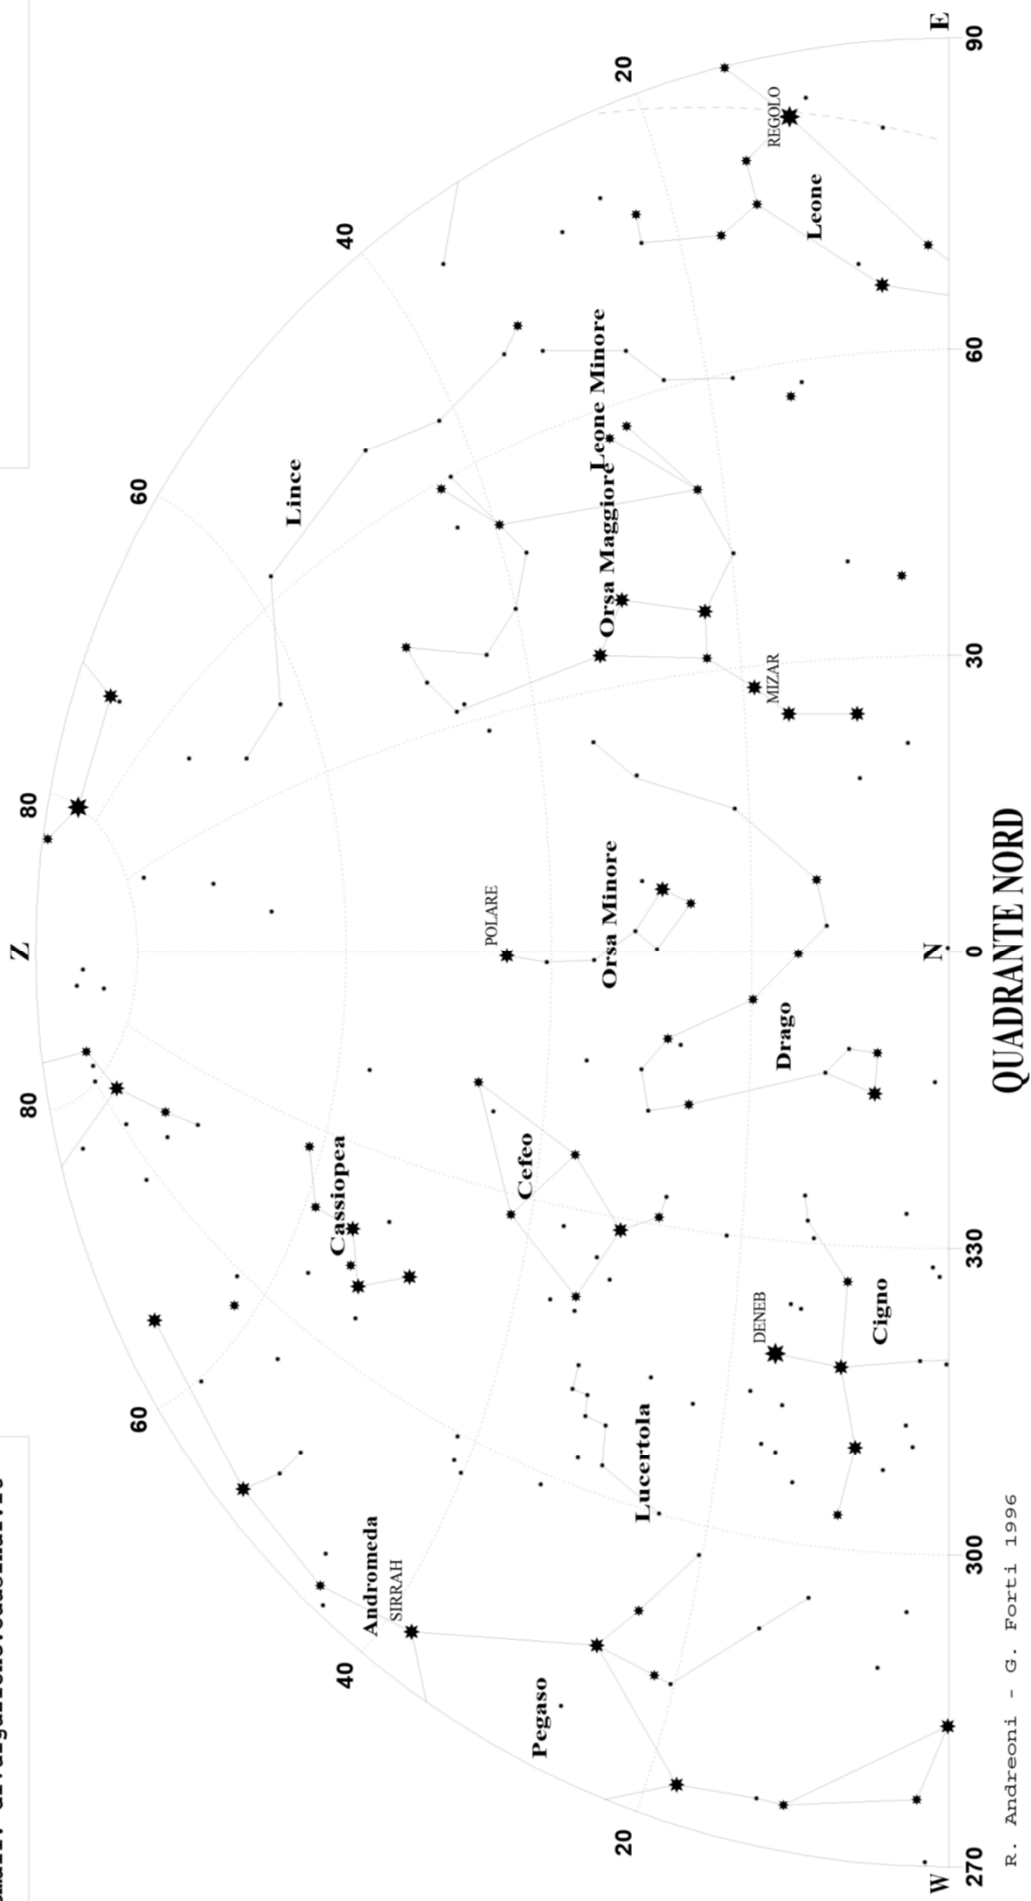 80 Z 80
60 60
Lince
Cassiopea
40 40
Andromeda
SIRRAH
POLARE
Cefeo
Pegaso
Leone Minore
Orsa Maggiore
Orsa Minore
20 20
Lucertola
DENEB
MIZAR
REGOLO
Drago
Leone
Cigno
W N E
270 300 330 0 30 60 90
QUADRANTE NORD
R. Andreoni - G. Forti 1996